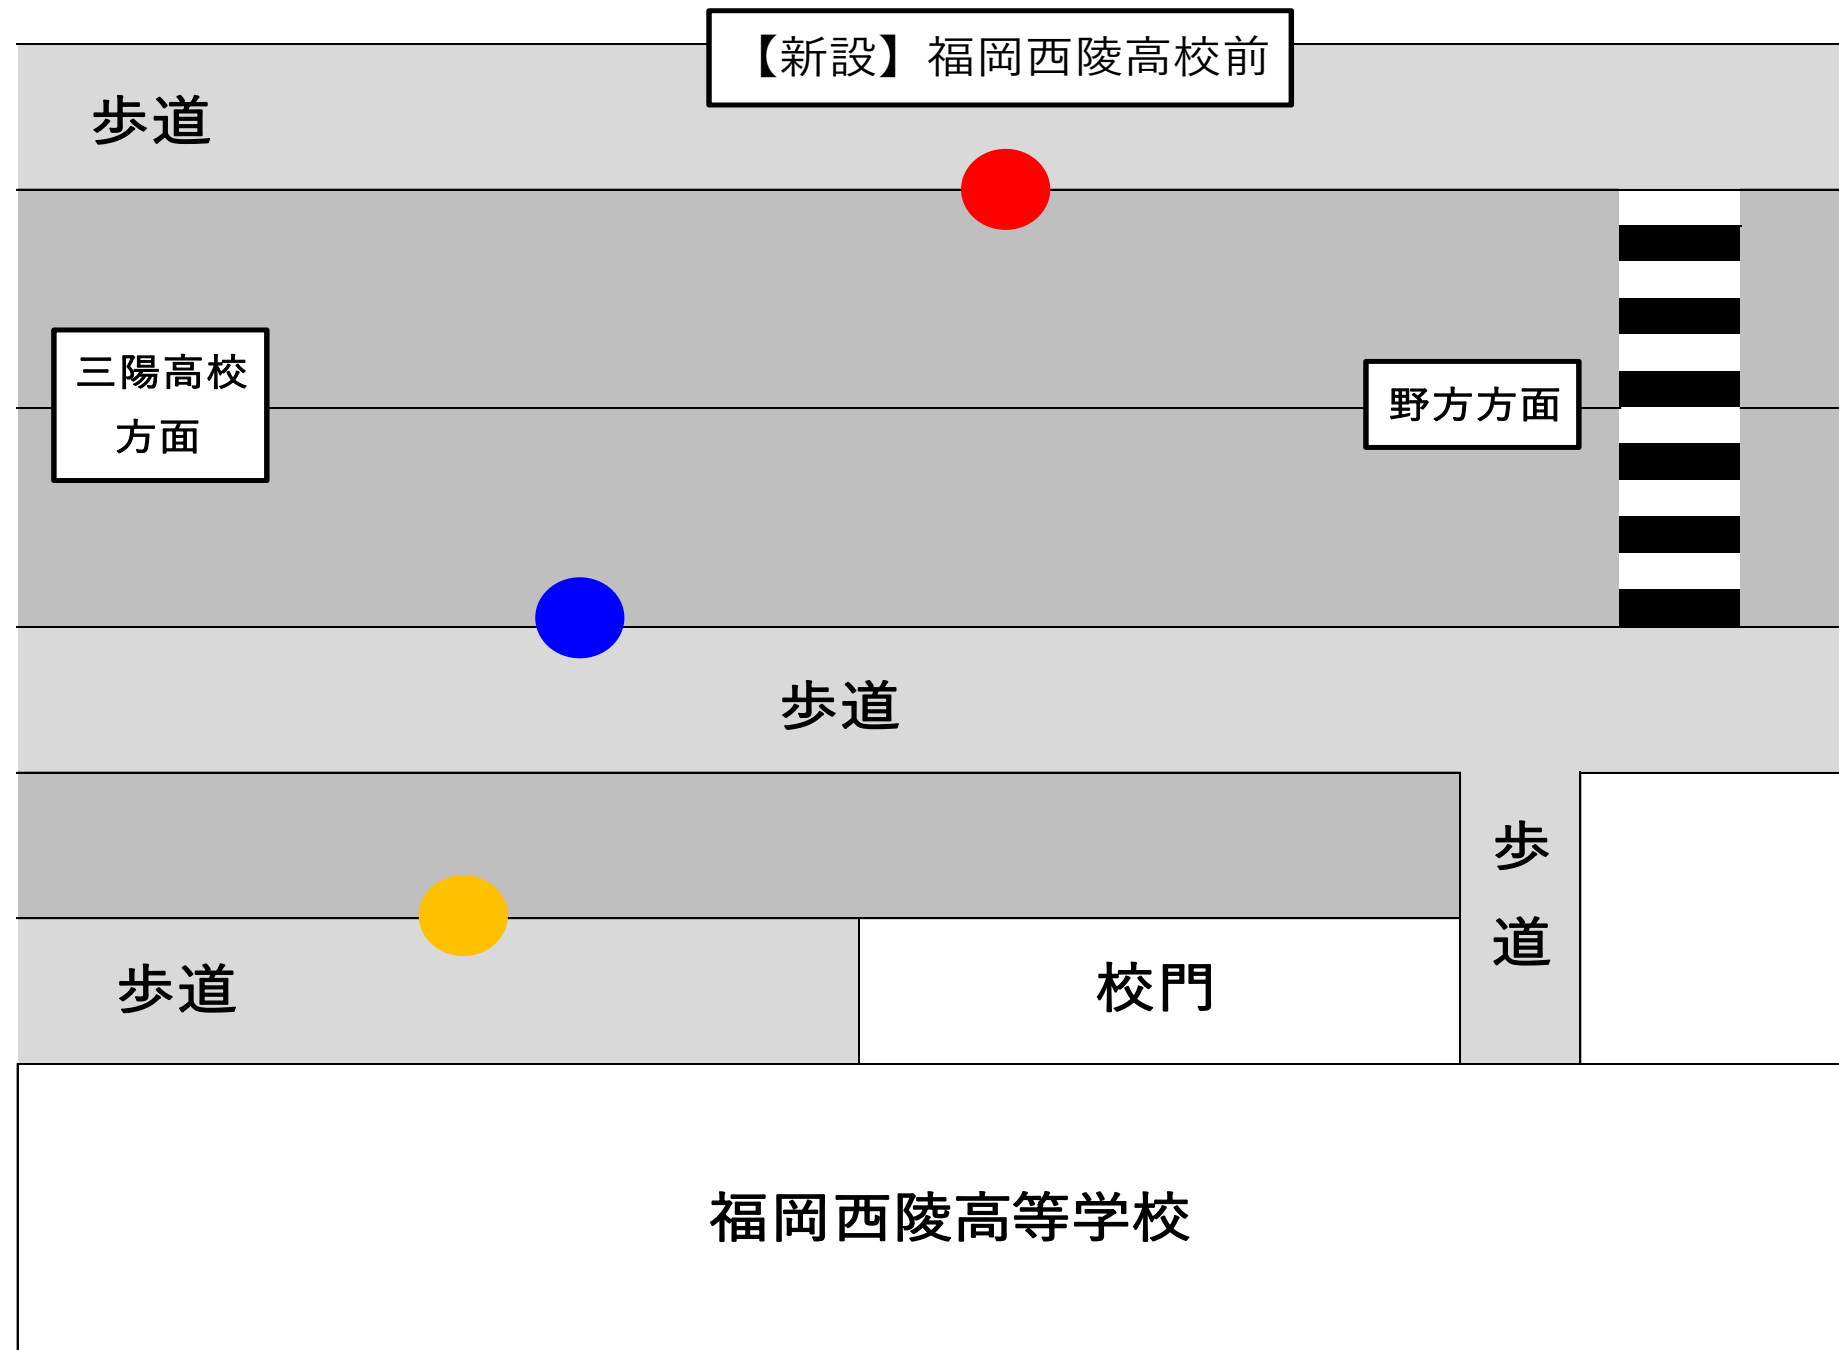 【新設】福岡西陵高校前
歩道
三陽高校
方面
野方方面
歩道
歩
道
歩道
校門
福岡西陵高等学校